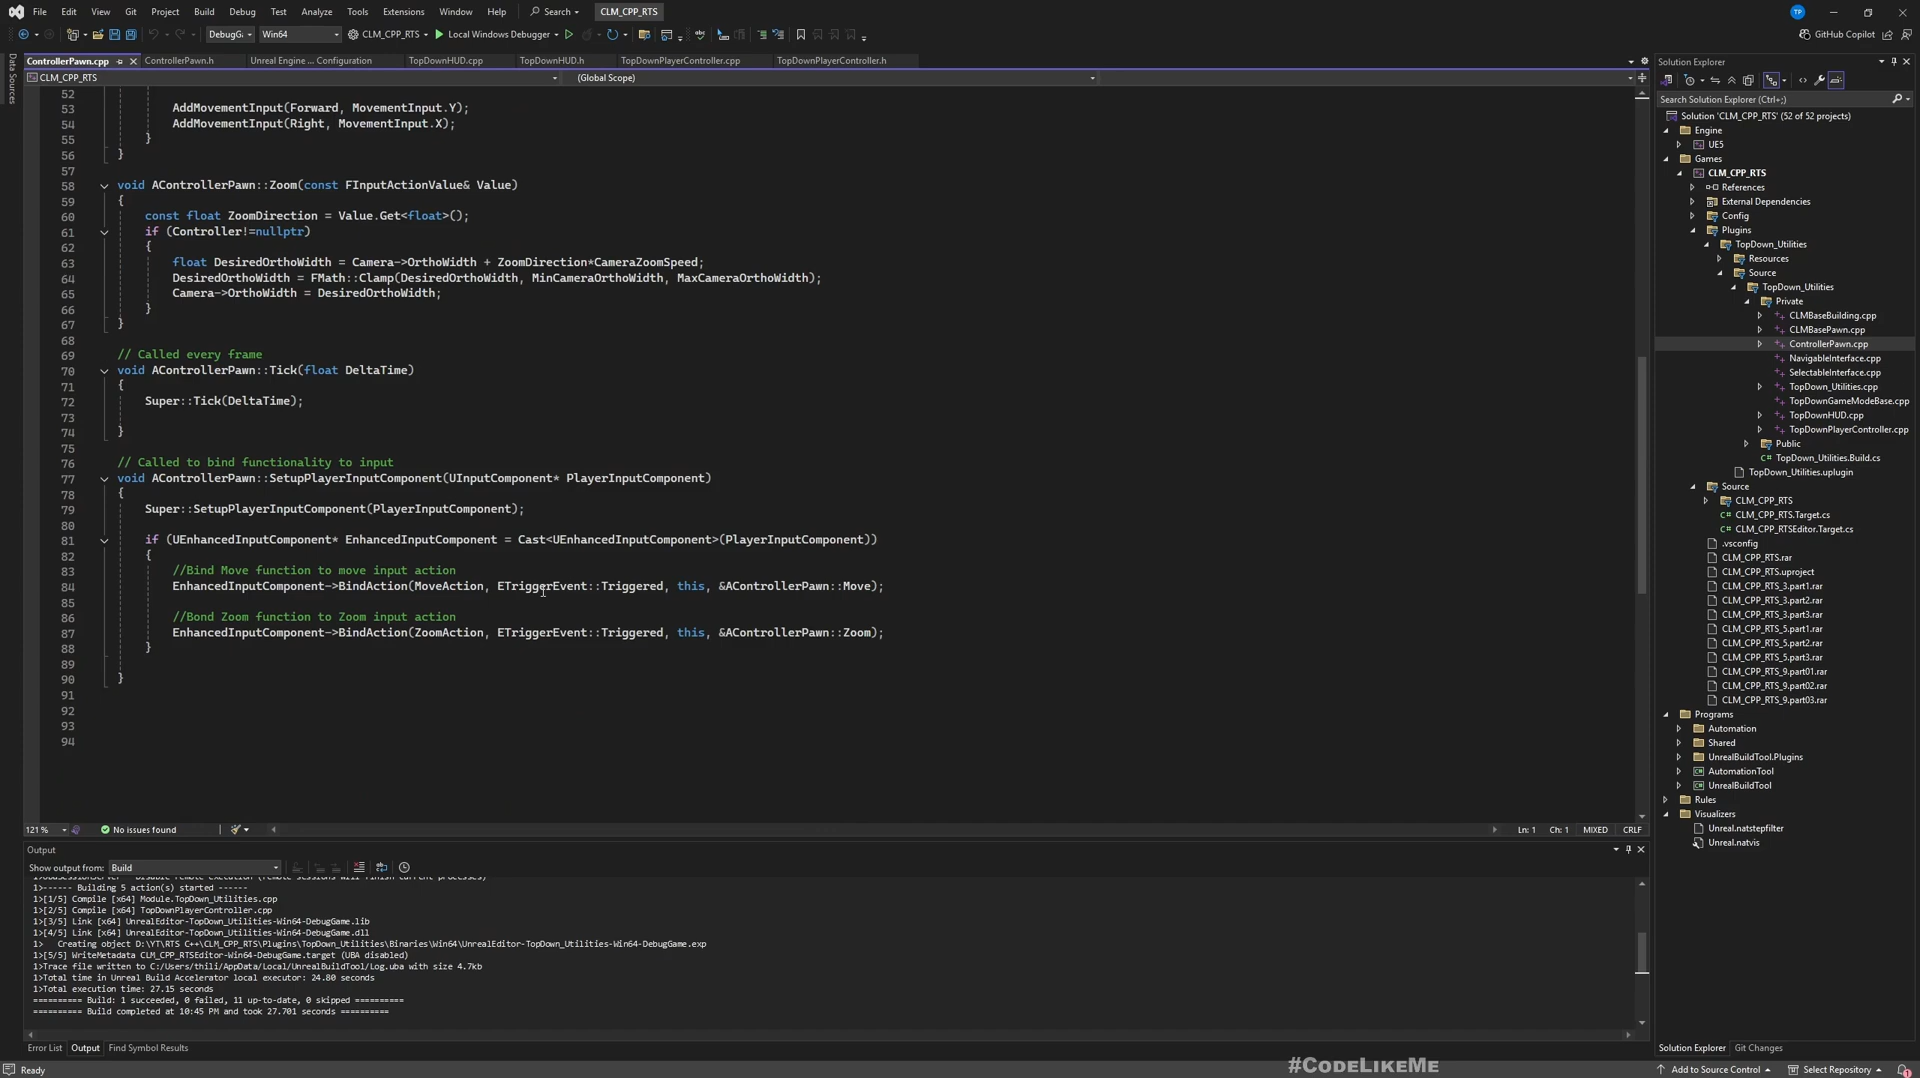 File Edit View Git Project Build Debug Test Analyze Tools Extensions Window Help Search CLM_CPP_RTS TP
DebugG Win64 CLM_CPP_RTS Local Windows Debugger GitHub Copilot
Data Sources
ControllerPawn.cpp ControllerPawn.h Unreal Engine ... Configuration TopDownHUD.cpp TopDownHUD.h TopDownPlayerController.cpp TopDownPlayerController.h
CLM_CPP_RTS (Global Scope)
52
53 AddMovementInput(Forward, MovementInput.Y);
54 AddMovementInput(Right, MovementInput.X);
55 }
56 }
57
58 void AControllerPawn::Zoom(const FInputActionValue& Value)
59 {
60 const float ZoomDirection = Value.Get<float>();
61 if (Controller!=nullptr)
62 {
63 float DesiredOrthoWidth = Camera->OrthoWidth + ZoomDirection*CameraZoomSpeed;
64 DesiredOrthoWidth = FMath::Clamp(DesiredOrthoWidth, MinCameraOrthoWidth, MaxCameraOrthoWidth);
65 Camera->OrthoWidth = DesiredOrthoWidth;
66 }
67 }
68
69 // Called every frame
70 void AControllerPawn::Tick(float DeltaTime)
71 {
72 Super::Tick(DeltaTime);
73
74 }
75
76 // Called to bind functionality to input
77 void AControllerPawn::SetupPlayerInputComponent(UInputComponent* PlayerInputComponent)
78 {
79 Super::SetupPlayerInputComponent(PlayerInputComponent);
80
81 if (UEnhancedInputComponent* EnhancedInputComponent = Cast<UEnhancedInputComponent>(PlayerInputComponent))
82 {
83 //Bind Move function to move input action
84 EnhancedInputComponent->BindAction(MoveAction, ETriggerEvent::Triggered, this, &AControllerPawn::Move);
85
86 //Bond Zoom function to Zoom input action
87 EnhancedInputComponent->BindAction(ZoomAction, ETriggerEvent::Triggered, this, &AControllerPawn::Zoom);
88 }
89
90 }
91
92
93
94
121 % No issues found Ln: 1 Ch: 1 MIXED CRLF
Output
Show output from: Build
1>UbaSessionServer - Disable remote execution (remote sessions will finish current processes)
1>------ Building 5 action(s) started ------
1>[1/5] Compile [x64] Module.TopDown_Utilities.cpp
1>[2/5] Compile [x64] TopDownPlayerController.cpp
1>[3/5] Link [x64] UnrealEditor-TopDown_Utilities-Win64-DebugGame.lib
1>[4/5] Link [x64] UnrealEditor-TopDown_Utilities-Win64-DebugGame.dll
1> Creating object D:\YT\RTS C++\CLM_CPP_RTS\Plugins\TopDown_Utilities\Binaries\Win64\UnrealEditor-TopDown_Utilities-Win64-DebugGame.exp
1>[5/5] WriteMetadata CLM_CPP_RTSEditor-Win64-DebugGame.target (UBA disabled)
1>Trace file written to C:/Users/thili/AppData/Local/UnrealBuildTool/Log.uba with size 4.7kb
1>Total time in Unreal Build Accelerator local executor: 24.80 seconds
1>Total execution time: 27.15 seconds
========== Build: 1 succeeded, 0 failed, 11 up-to-date, 0 skipped ==========
========== Build completed at 10:45 PM and took 27.701 seconds ==========
Error List Output Find Symbol Results
Ready
#CodeLikeMe
Solution Explorer
Search Solution Explorer (Ctrl+;)
Solution 'CLM_CPP_RTS' (52 of 52 projects)
Engine
UE5
Games
CLM_CPP_RTS
References
External Dependencies
Config
Plugins
TopDown_Utilities
Resources
Source
TopDown_Utilities
Private
CLMBaseBuilding.cpp
CLMBasePawn.cpp
ControllerPawn.cpp
NavigableInterface.cpp
SelectableInterface.cpp
TopDown_Utilities.cpp
TopDownGameModeBase.cpp
TopDownHUD.cpp
TopDownPlayerController.cpp
Public
TopDown_Utilities.Build.cs
TopDown_Utilities.uplugin
Source
CLM_CPP_RTS
CLM_CPP_RTS.Target.cs
CLM_CPP_RTSEditor.Target.cs
.vsconfig
CLM_CPP_RTS.rar
CLM_CPP_RTS.uproject
CLM_CPP_RTS_3.part1.rar
CLM_CPP_RTS_3.part2.rar
CLM_CPP_RTS_3.part3.rar
CLM_CPP_RTS_5.part1.rar
CLM_CPP_RTS_5.part2.rar
CLM_CPP_RTS_5.part3.rar
CLM_CPP_RTS_9.part01.rar
CLM_CPP_RTS_9.part02.rar
CLM_CPP_RTS_9.part03.rar
Programs
Automation
Shared
UnrealBuildTool.Plugins
AutomationTool
UnrealBuildTool
Rules
Visualizers
Unreal.natstepfilter
Unreal.natvis
Solution Explorer Git Changes
Add to Source Control Select Repository 1